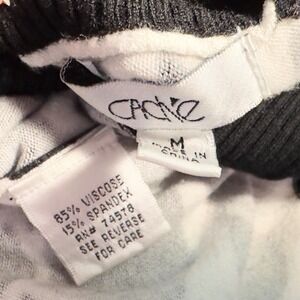 CACHE
M
MADE IN
CHINA
85% VISCOSE
15% SPANDEX
RN# 74578
SEE REVERSE
FOR CARE